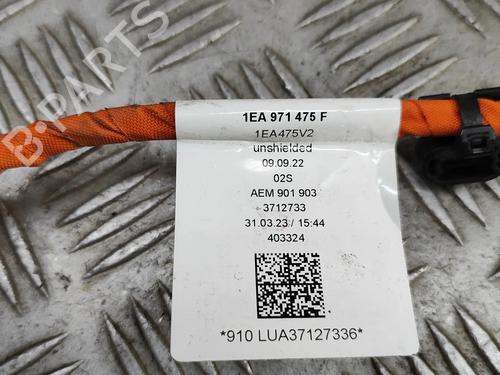 B-PARTS
1EA 971 475 F
1EA475V2
unshielded
09.09.22
02S
AEM 901 903
3712733
31.03.23 / 15:44
403324
*910 LUA37127336*